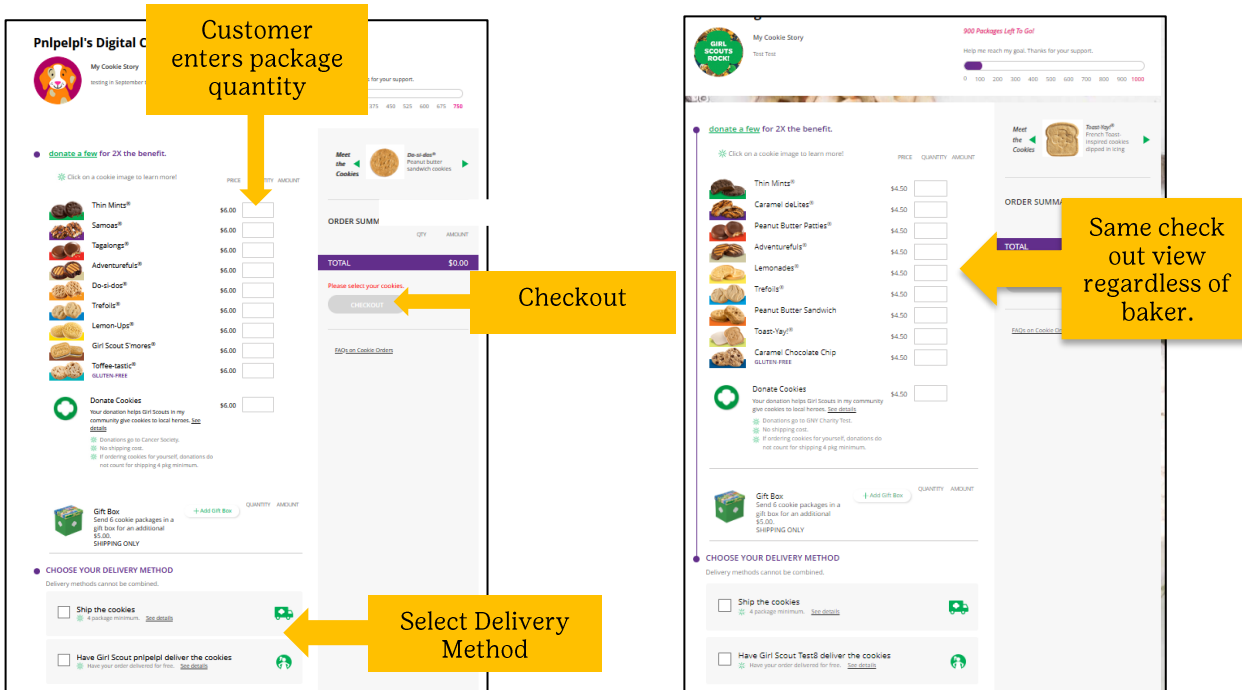 Customer
enters package
quantity
Pnlpelpl's Digital C
My Cookie Story
testing in September
s for your support.
375 450 525 600 675 750
donate a few for 2X the benefit.
Click on a cookie image to learn more!
PRICE TITY AMOUNT
Thin Mints® $6.00
Samoas® $6.00
Tagalongs® $6.00
Adventurefuls® $6.00
Do-si-dos® $6.00
Trefoils® $6.00
Lemon-Ups® $6.00
Girl Scout S'mores® $6.00
Toffee-tastic® $6.00
GLUTEN-FREE
Donate Cookies $6.00
Your donation helps Girl Scouts in my
community give cookies to local heroes. See
details
Donations go to Cancer Society.
No shipping cost.
If ordering cookies for yourself, donations do
not count for shipping 4 pkg minimum.
Gift Box + Add Gift Box QUANTITY AMOUNT
Send 6 cookie packages in a
gift box for an additional
$5.00.
SHIPPING ONLY
CHOOSE YOUR DELIVERY METHOD
Delivery methods cannot be combined.
Ship the cookies
4 package minimum. See details
Have Girl Scout pnlpelpl deliver the cookies
Have your order delivered for free. See details
Meet
the
Cookies
Do-si-dos®
Peanut butter
sandwich cookies
ORDER SUMM
QTY AMOUNT
TOTAL $0.00
Please select your cookies.
CHECKOUT
FAQs on Cookie Orders
Checkout
Select Delivery
Method
GIRL
SCOUTS
ROCK!
My Cookie Story
Test Test
900 Packages Left To Go!
Help me reach my goal. Thanks for your support.
0 100 200 300 400 500 600 700 800 900 1000
donate a few for 2X the benefit.
Click on a cookie image to learn more!
PRICE QUANTITY AMOUNT
Thin Mints® $4.50
Caramel deLites® $4.50
Peanut Butter Patties® $4.50
Adventurefuls® $4.50
Lemonades® $4.50
Trefoils® $4.50
Peanut Butter Sandwich $4.50
Toast-Yay!® $4.50
Caramel Chocolate Chip $4.50
GLUTEN-FREE
Donate Cookies $4.50
Your donation helps Girl Scouts in my community
give cookies to local heroes. See details
Donations go to GNY Charity Test.
No shipping cost.
If ordering cookies for yourself, donations do
not count for shipping 4 pkg minimum.
Gift Box + Add Gift Box QUANTITY AMOUNT
Send 6 cookie packages in a
gift box for an additional
$5.00.
SHIPPING ONLY
CHOOSE YOUR DELIVERY METHOD
Delivery methods cannot be combined.
Ship the cookies
4 package minimum. See details
Have Girl Scout Test8 deliver the cookies
Have your order delivered for free. See details
Meet
the
Cookies
Toast-Yay!®
French Toast-
inspired cookies
dipped in icing
ORDER SUMMA
TOTAL
FAQs on Cookie Or
Same check
out view
regardless of
baker.